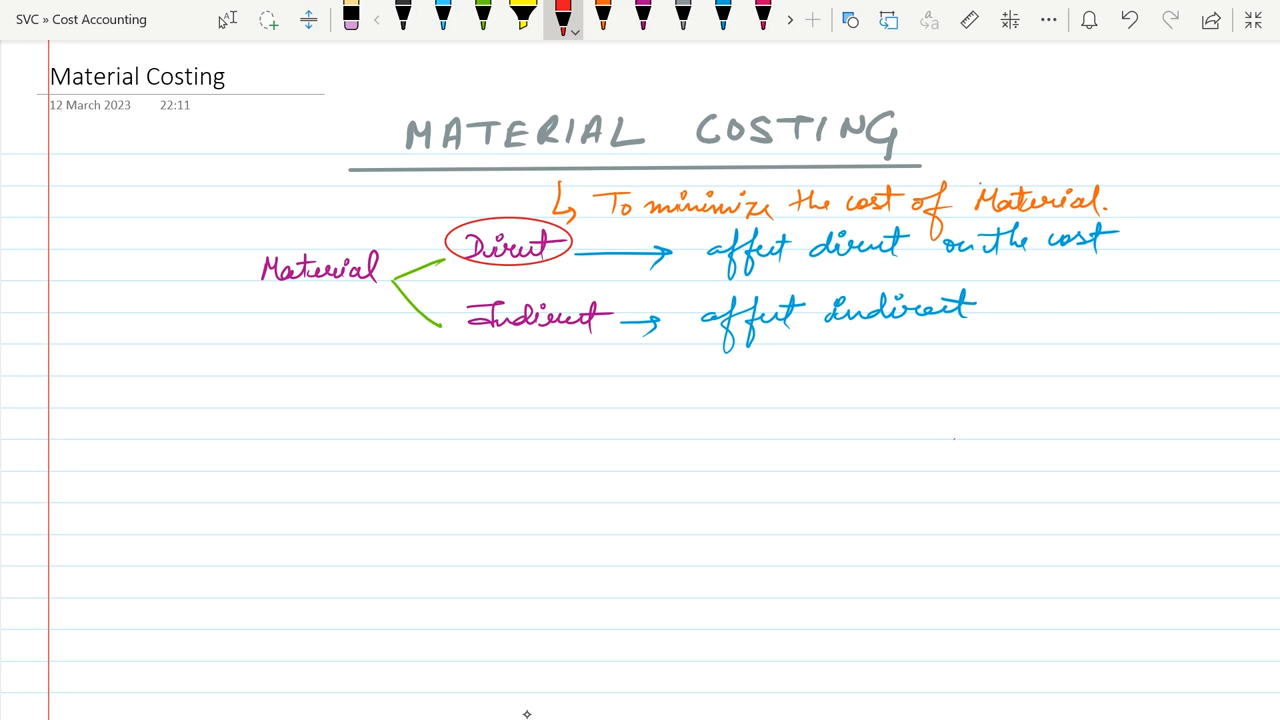 SVC » Cost Accounting
Material Costing
12 March 2023 22:11
MATERIAL COSTING
↳ To minimize the cost of Material.
Material
Direct → affect direct on the cost
Indirect → affect indirect